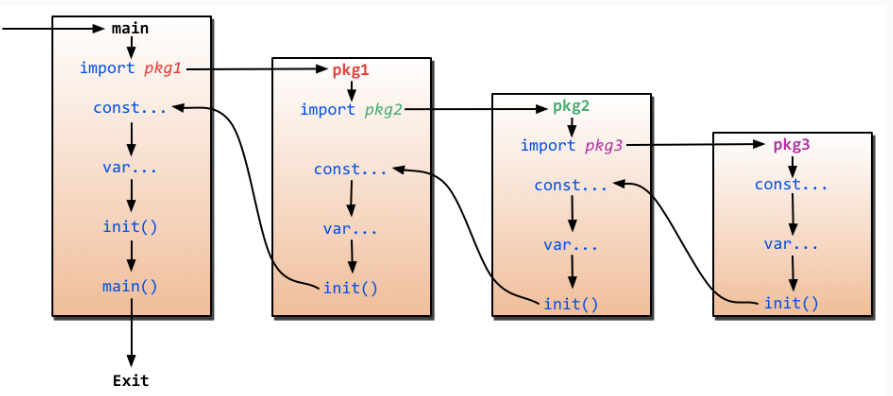 main
import pkg1
const...
var...
init()
main()
Exit
pkg1
import pkg2
const...
var...
init()
pkg2
import pkg3
const...
var...
init()
pkg3
const...
var...
init()